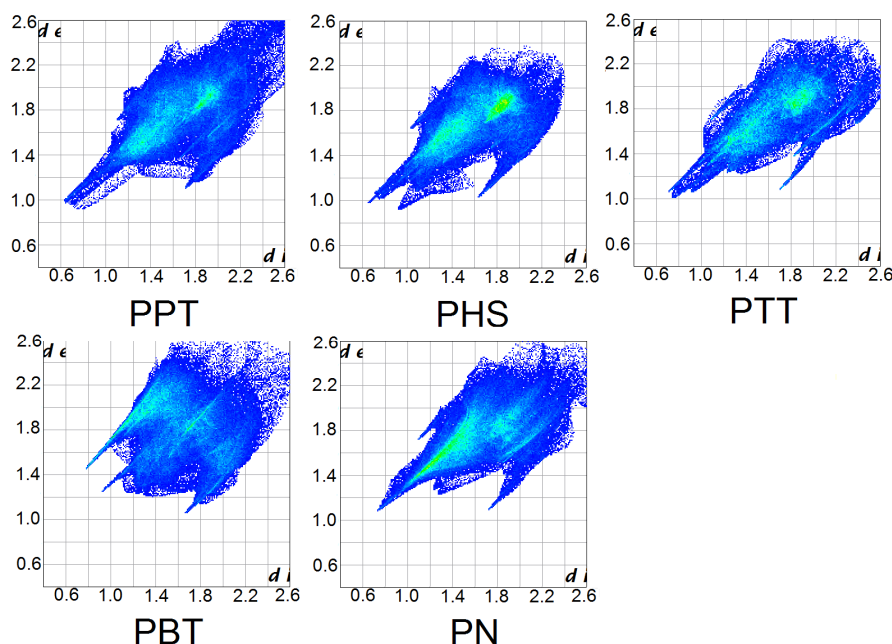 2.6 d e 2.6 d e 2.6 d e
2.2 2.2 2.2
1.8 1.8 1.8
1.4 1.4 1.4
1.0 1.0 1.0
0.6 0.6 0.6
d i d i d i
0.6 1.0 1.4 1.8 2.2 2.6 0.6 1.0 1.4 1.8 2.2 2.6 0.6 1.0 1.4 1.8 2.2 2.6
PPT PHS PTT
2.6 d e 2.6 d e
2.2 2.2
1.8 1.8
1.4 1.4
1.0 1.0
0.6 0.6
d i d i
0.6 1.0 1.4 1.8 2.2 2.6 0.6 1.0 1.4 1.8 2.2 2.6
PBT PN